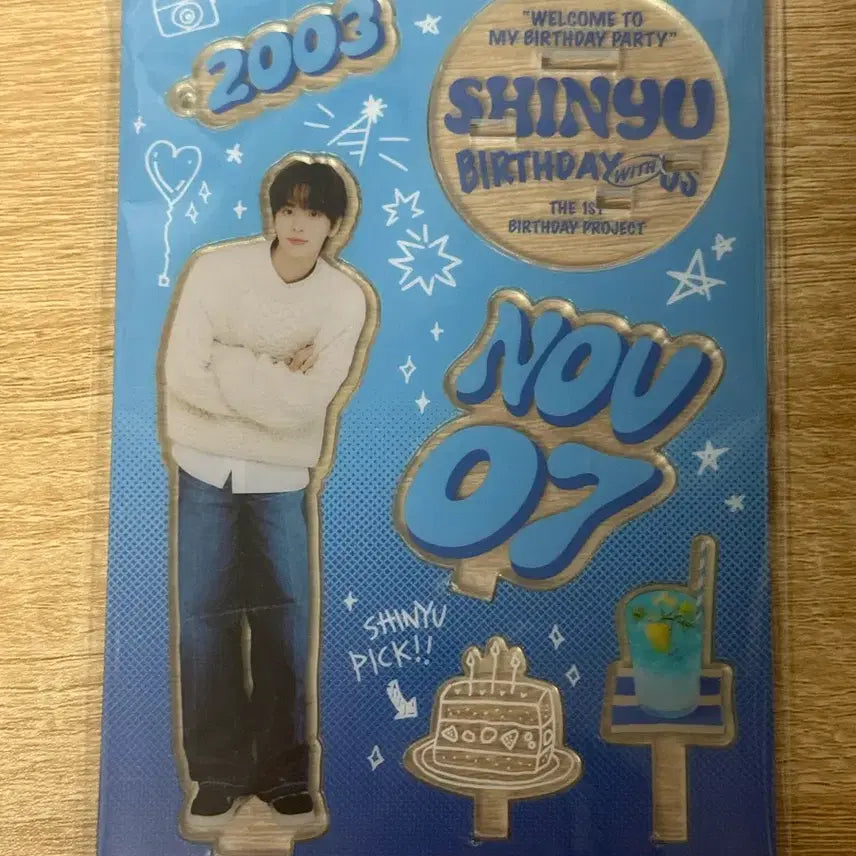 2003
"WELCOME TO
MY BIRTHDAY PARTY"
SHINYU
BIRTHDAY WITH US
THE 1ST
BIRTHDAY PROJECT
NOV
07
SHINYU
PICK!!